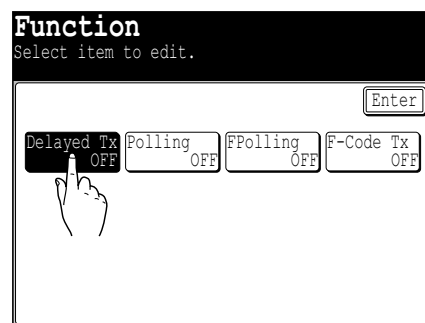 Function
Select item to edit.
Enter
Delayed Tx OFF
Polling OFF
FPolling OFF
F-Code Tx OFF